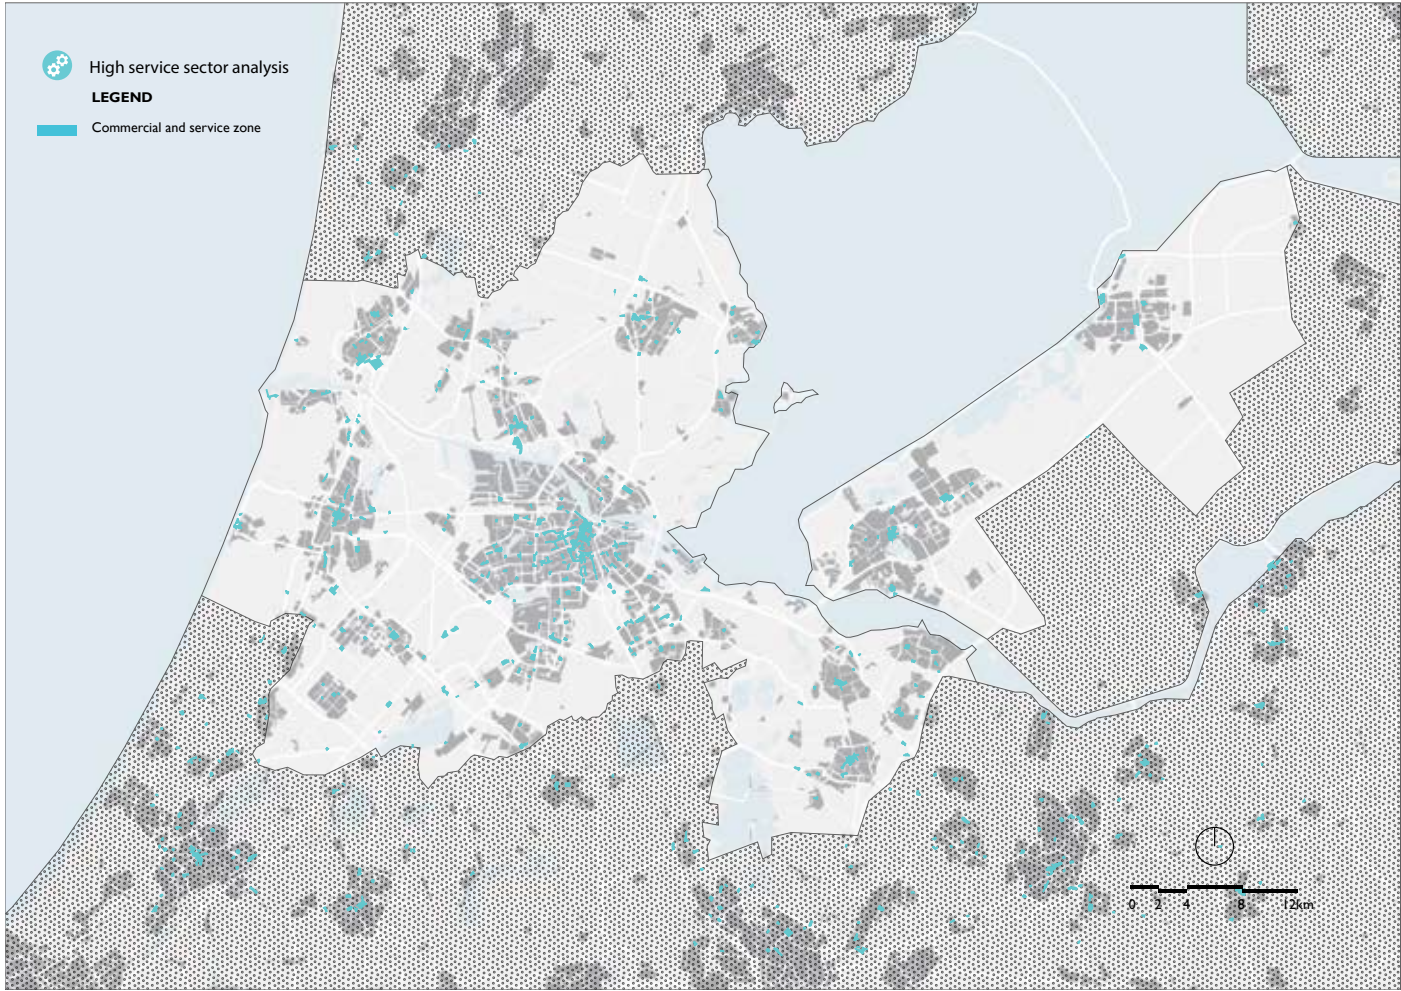 High service sector analysis
LEGEND
Commercial and service zone
0 2 4 8 12km